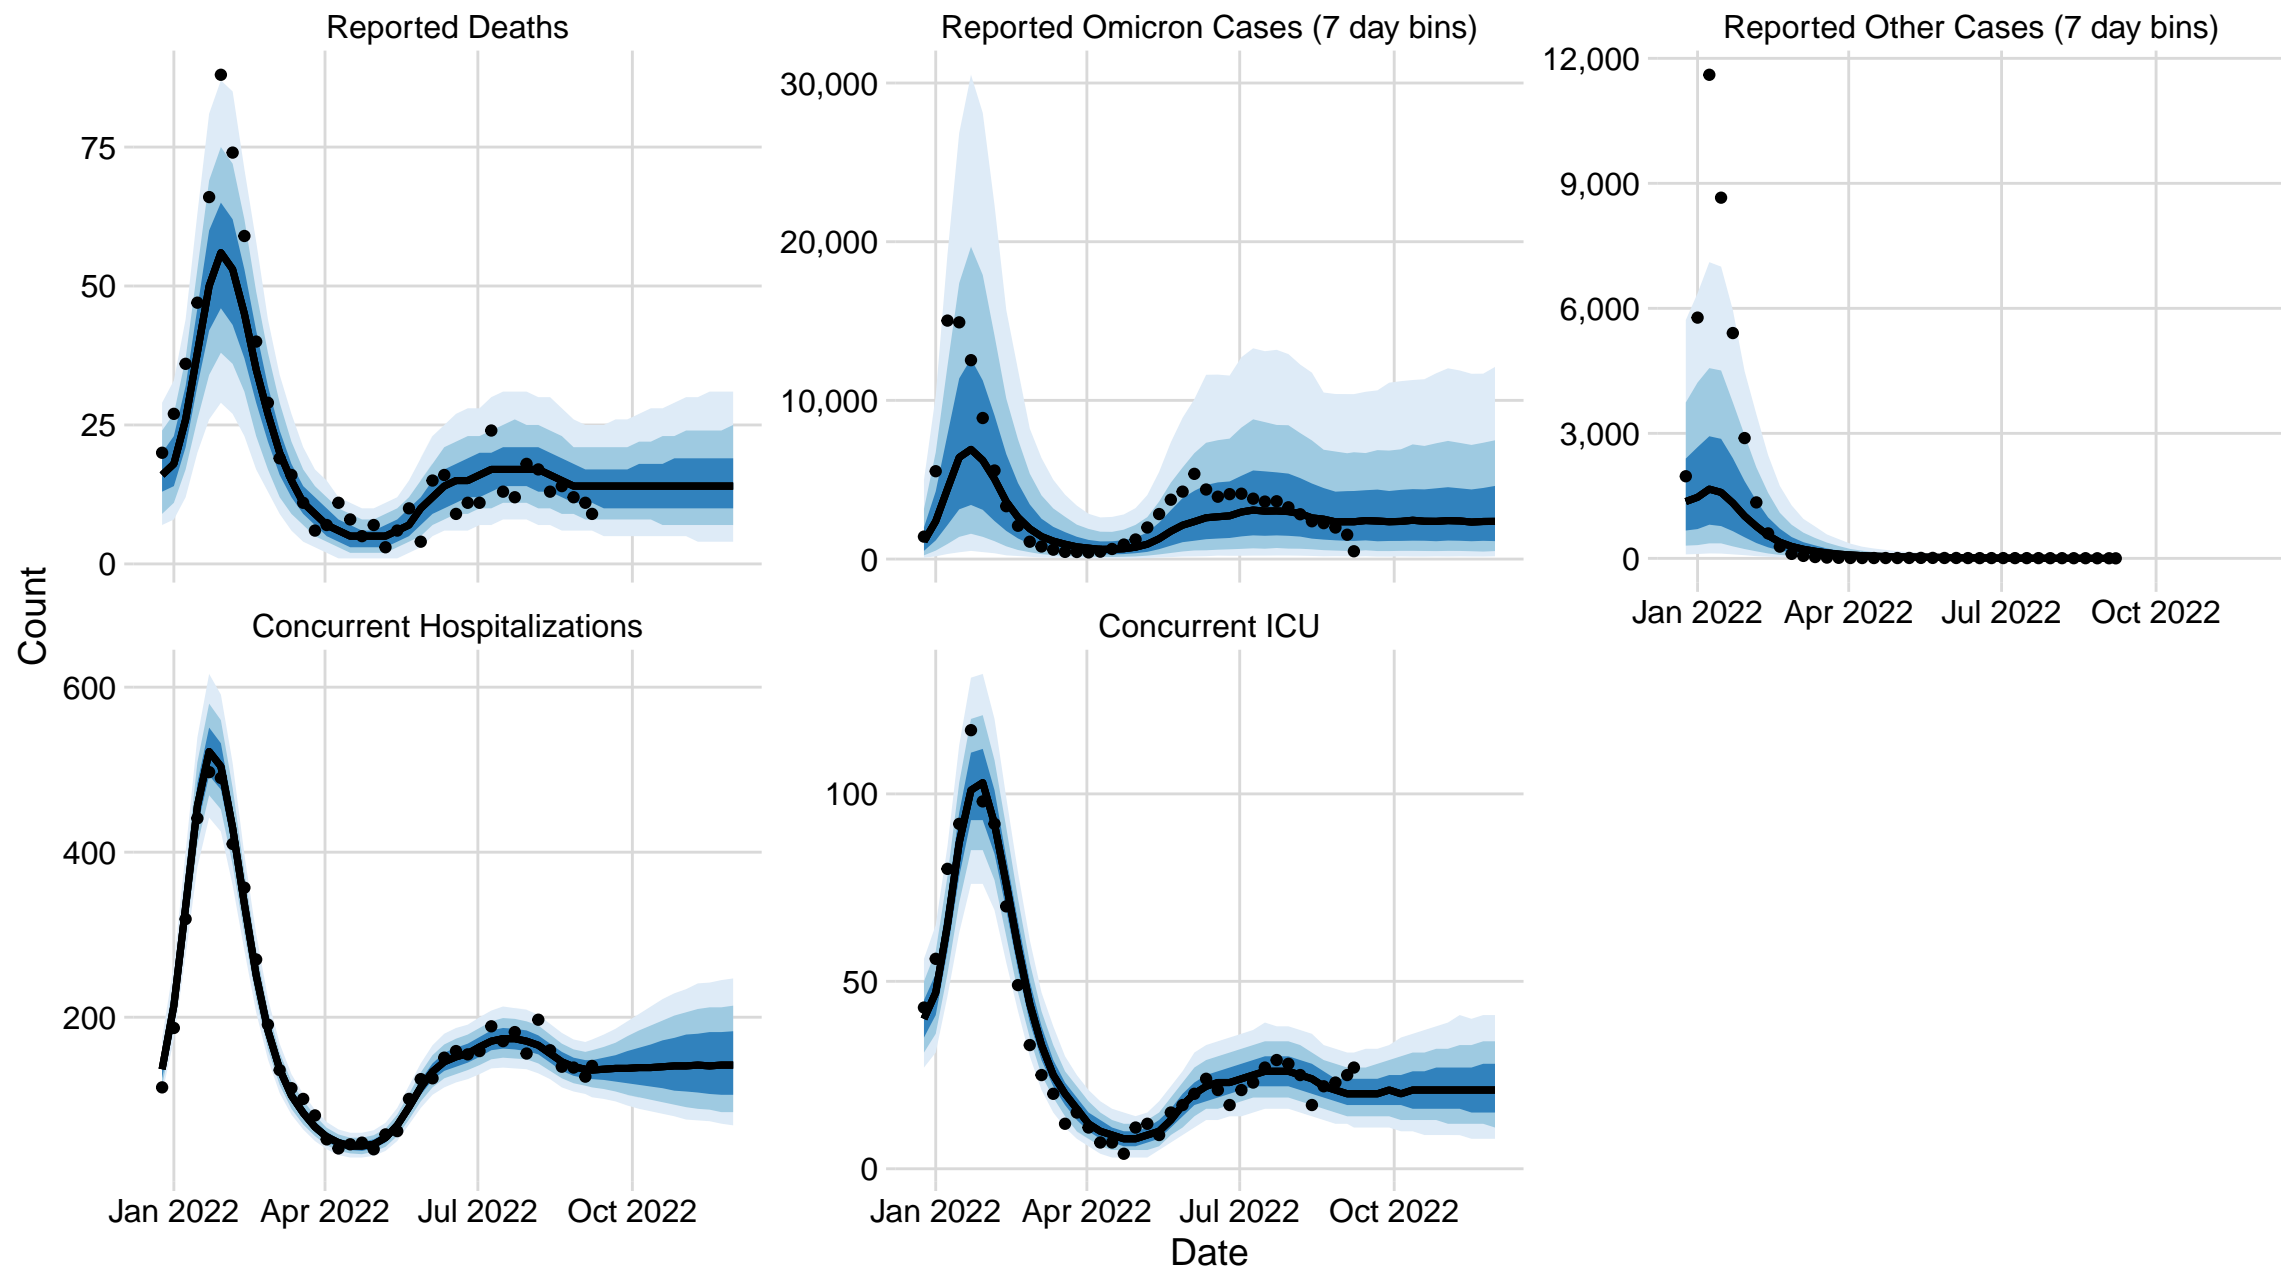 Reported Deaths
Reported Omicron Cases (7 day bins)
Reported Other Cases (7 day bins)
75
50
25
0
30,000
20,000
10,000
0
12,000
9,000
6,000
3,000
0
Jan 2022 Apr 2022 Jul 2022 Oct 2022
Count
Concurrent Hospitalizations
Concurrent ICU
600
400
200
100
50
0
Jan 2022 Apr 2022 Jul 2022 Oct 2022
Jan 2022 Apr 2022 Jul 2022 Oct 2022
Date